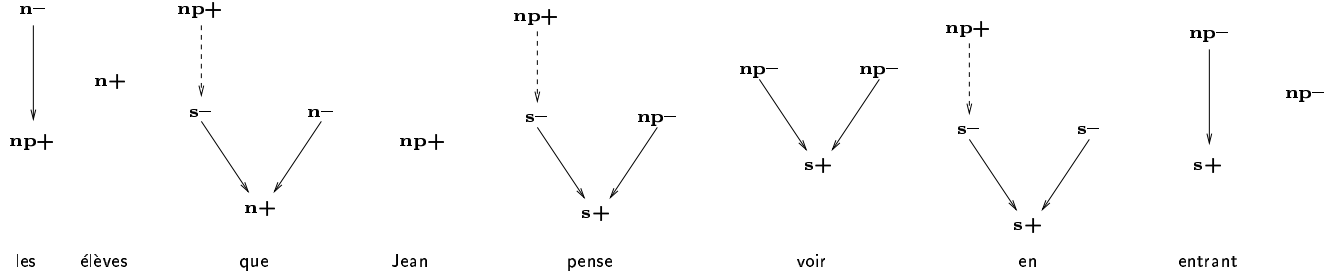 n− np+ np+ np+
np−
np− np−
n+
np−
s− n− s− np−
s− s−
np+ np+
s+ s+
n+ s+
s+
les élèves que Jean pense voir en entrant